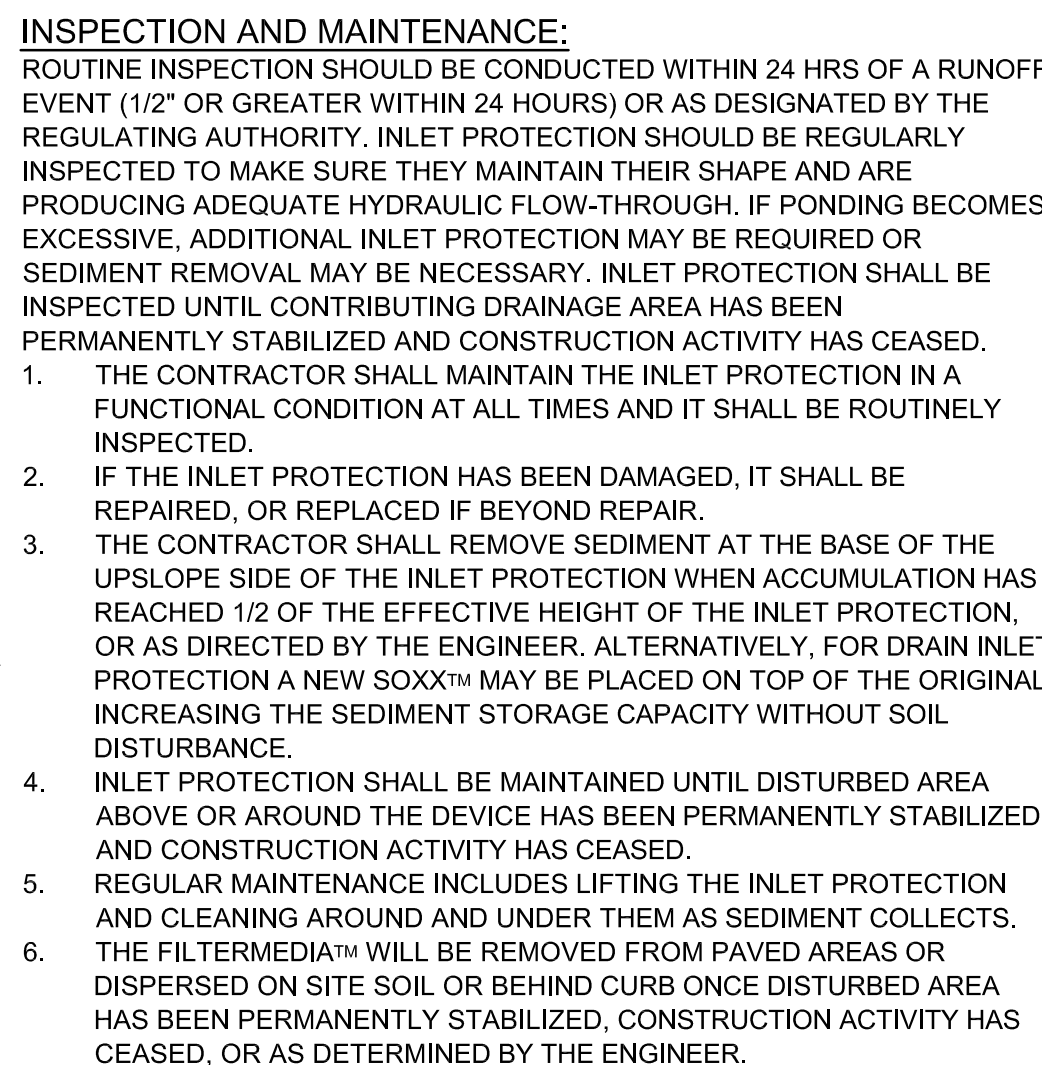 INSPECTION AND MAINTENANCE:
ROUTINE INSPECTION SHOULD BE CONDUCTED WITHIN 24 HRS OF A RUNOFF
EVENT (1/2" OR GREATER WITHIN 24 HOURS) OR AS DESIGNATED BY THE
REGULATING AUTHORITY. INLET PROTECTION SHOULD BE REGULARLY
INSPECTED TO MAKE SURE THEY MAINTAIN THEIR SHAPE AND ARE
PRODUCING ADEQUATE HYDRAULIC FLOW-THROUGH. IF PONDING BECOMES
EXCESSIVE, ADDITIONAL INLET PROTECTION MAY BE REQUIRED OR
SEDIMENT REMOVAL MAY BE NECESSARY. INLET PROTECTION SHALL BE
INSPECTED UNTIL CONTRIBUTING DRAINAGE AREA HAS BEEN
PERMANENTLY STABILIZED AND CONSTRUCTION ACTIVITY HAS CEASED.
1. THE CONTRACTOR SHALL MAINTAIN THE INLET PROTECTION IN A
FUNCTIONAL CONDITION AT ALL TIMES AND IT SHALL BE ROUTINELY
INSPECTED.
2. IF THE INLET PROTECTION HAS BEEN DAMAGED, IT SHALL BE
REPAIRED, OR REPLACED IF BEYOND REPAIR.
3. THE CONTRACTOR SHALL REMOVE SEDIMENT AT THE BASE OF THE
UPSLOPE SIDE OF THE INLET PROTECTION WHEN ACCUMULATION HAS
REACHED 1/2 OF THE EFFECTIVE HEIGHT OF THE INLET PROTECTION,
OR AS DIRECTED BY THE ENGINEER. ALTERNATIVELY, FOR DRAIN INLET
PROTECTION A NEW SOXX™ MAY BE PLACED ON TOP OF THE ORIGINAL
INCREASING THE SEDIMENT STORAGE CAPACITY WITHOUT SOIL
DISTURBANCE.
4. INLET PROTECTION SHALL BE MAINTAINED UNTIL DISTURBED AREA
ABOVE OR AROUND THE DEVICE HAS BEEN PERMANENTLY STABILIZED
AND CONSTRUCTION ACTIVITY HAS CEASED.
5. REGULAR MAINTENANCE INCLUDES LIFTING THE INLET PROTECTION
AND CLEANING AROUND AND UNDER THEM AS SEDIMENT COLLECTS.
6. THE FILTERMEDIA™ WILL BE REMOVED FROM PAVED AREAS OR
DISPERSED ON SITE SOIL OR BEHIND CURB ONCE DISTURBED AREA
HAS BEEN PERMANENTLY STABILIZED, CONSTRUCTION ACTIVITY HAS
CEASED, OR AS DETERMINED BY THE ENGINEER.